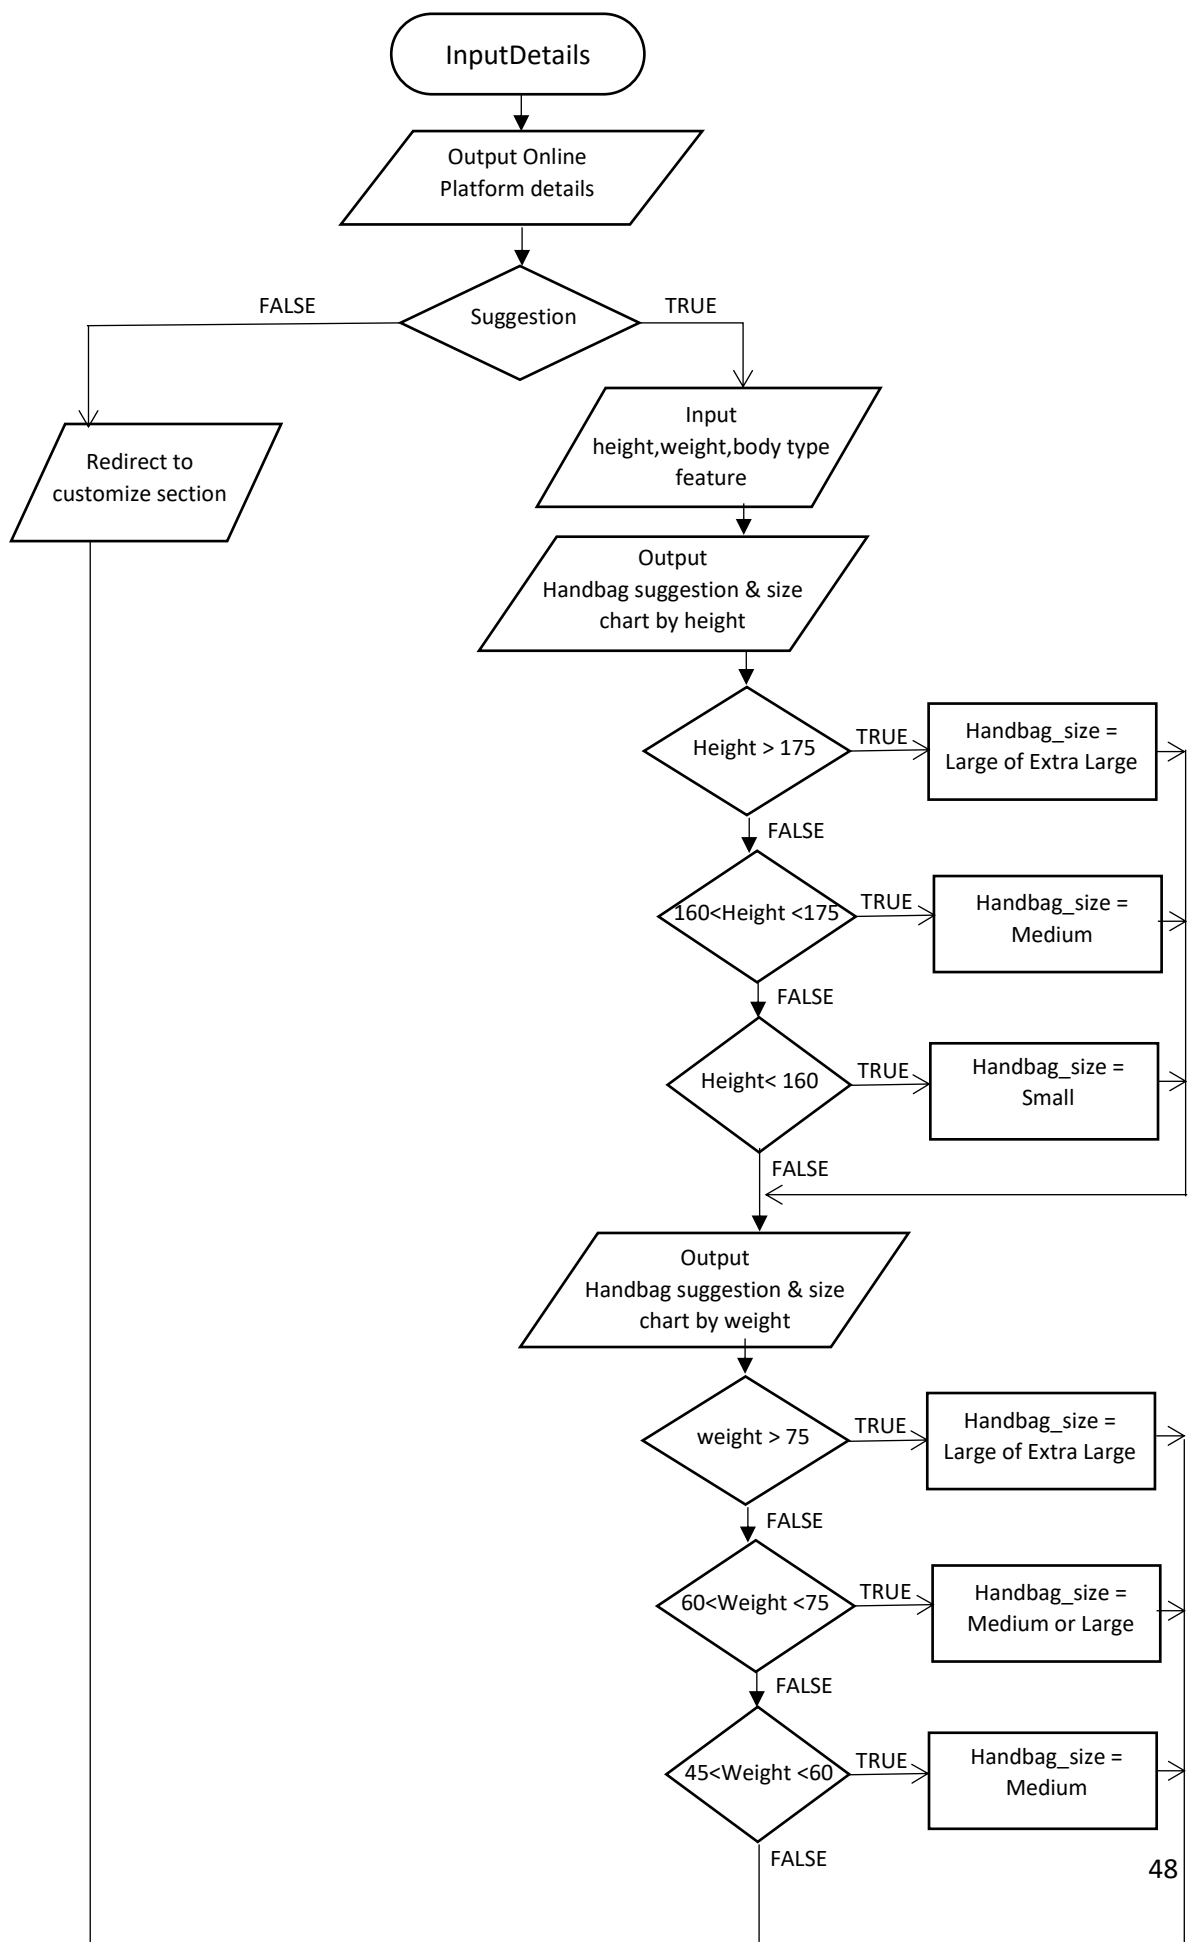 InputDetails
Output Online
Platform details
FALSE
TRUE
Suggestion
Redirect to
customize section
Input
height,weight,body type
feature
Output
Handbag suggestion & size
chart by height
Height > 175
TRUE
Handbag_size =
Large of Extra Large
FALSE
160<Height <175
TRUE
Handbag_size =
Medium
FALSE
Height< 160
TRUE
Handbag_size =
Small
FALSE
Output
Handbag suggestion & size
chart by weight
weight > 75
TRUE
Handbag_size =
Large of Extra Large
FALSE
60<Weight <75
TRUE
Handbag_size =
Medium or Large
FALSE
45<Weight <60
TRUE
Handbag_size =
Medium
FALSE
48